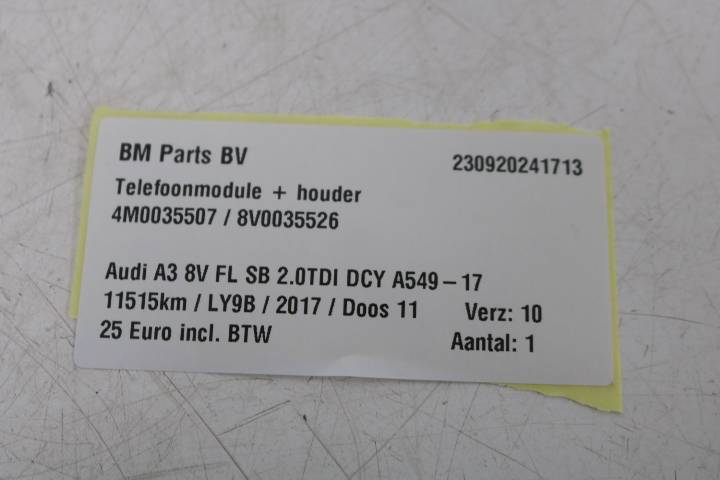 BM Parts BV 230920241713
Telefoonmodule + houder
4M0035507 / 8V0035526
Audi A3 8V FL SB 2.0TDI DCY A549-17
11515km / LY9B / 2017 / Doos 11 Verz: 10
25 Euro incl. BTW Aantal: 1